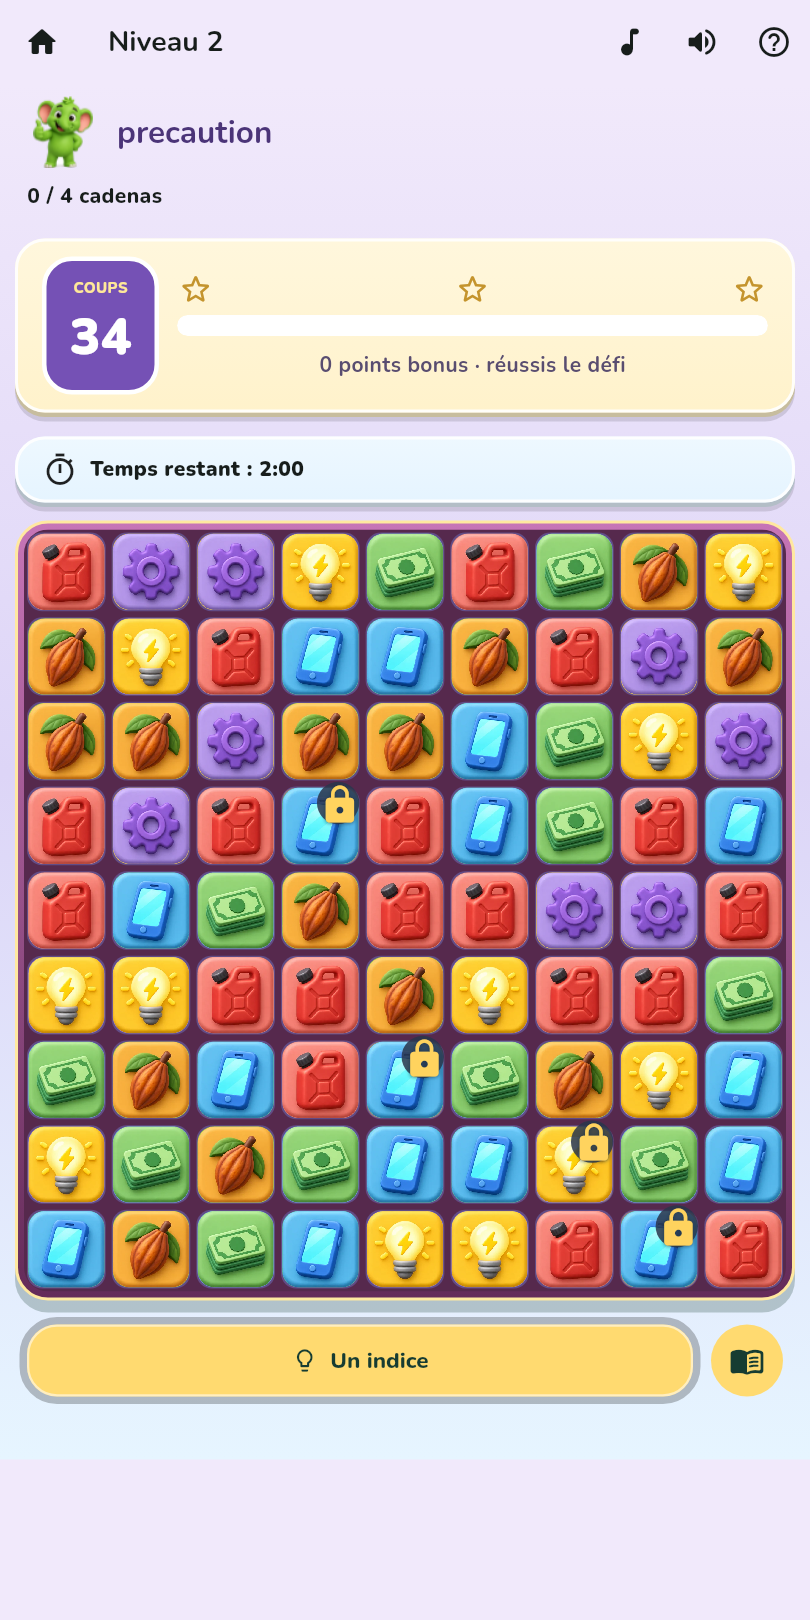 Niveau 2
precaution
0 / 4 cadenas
COUPS
34
0 points bonus · réussis le défi
Temps restant : 2:00
Un indice